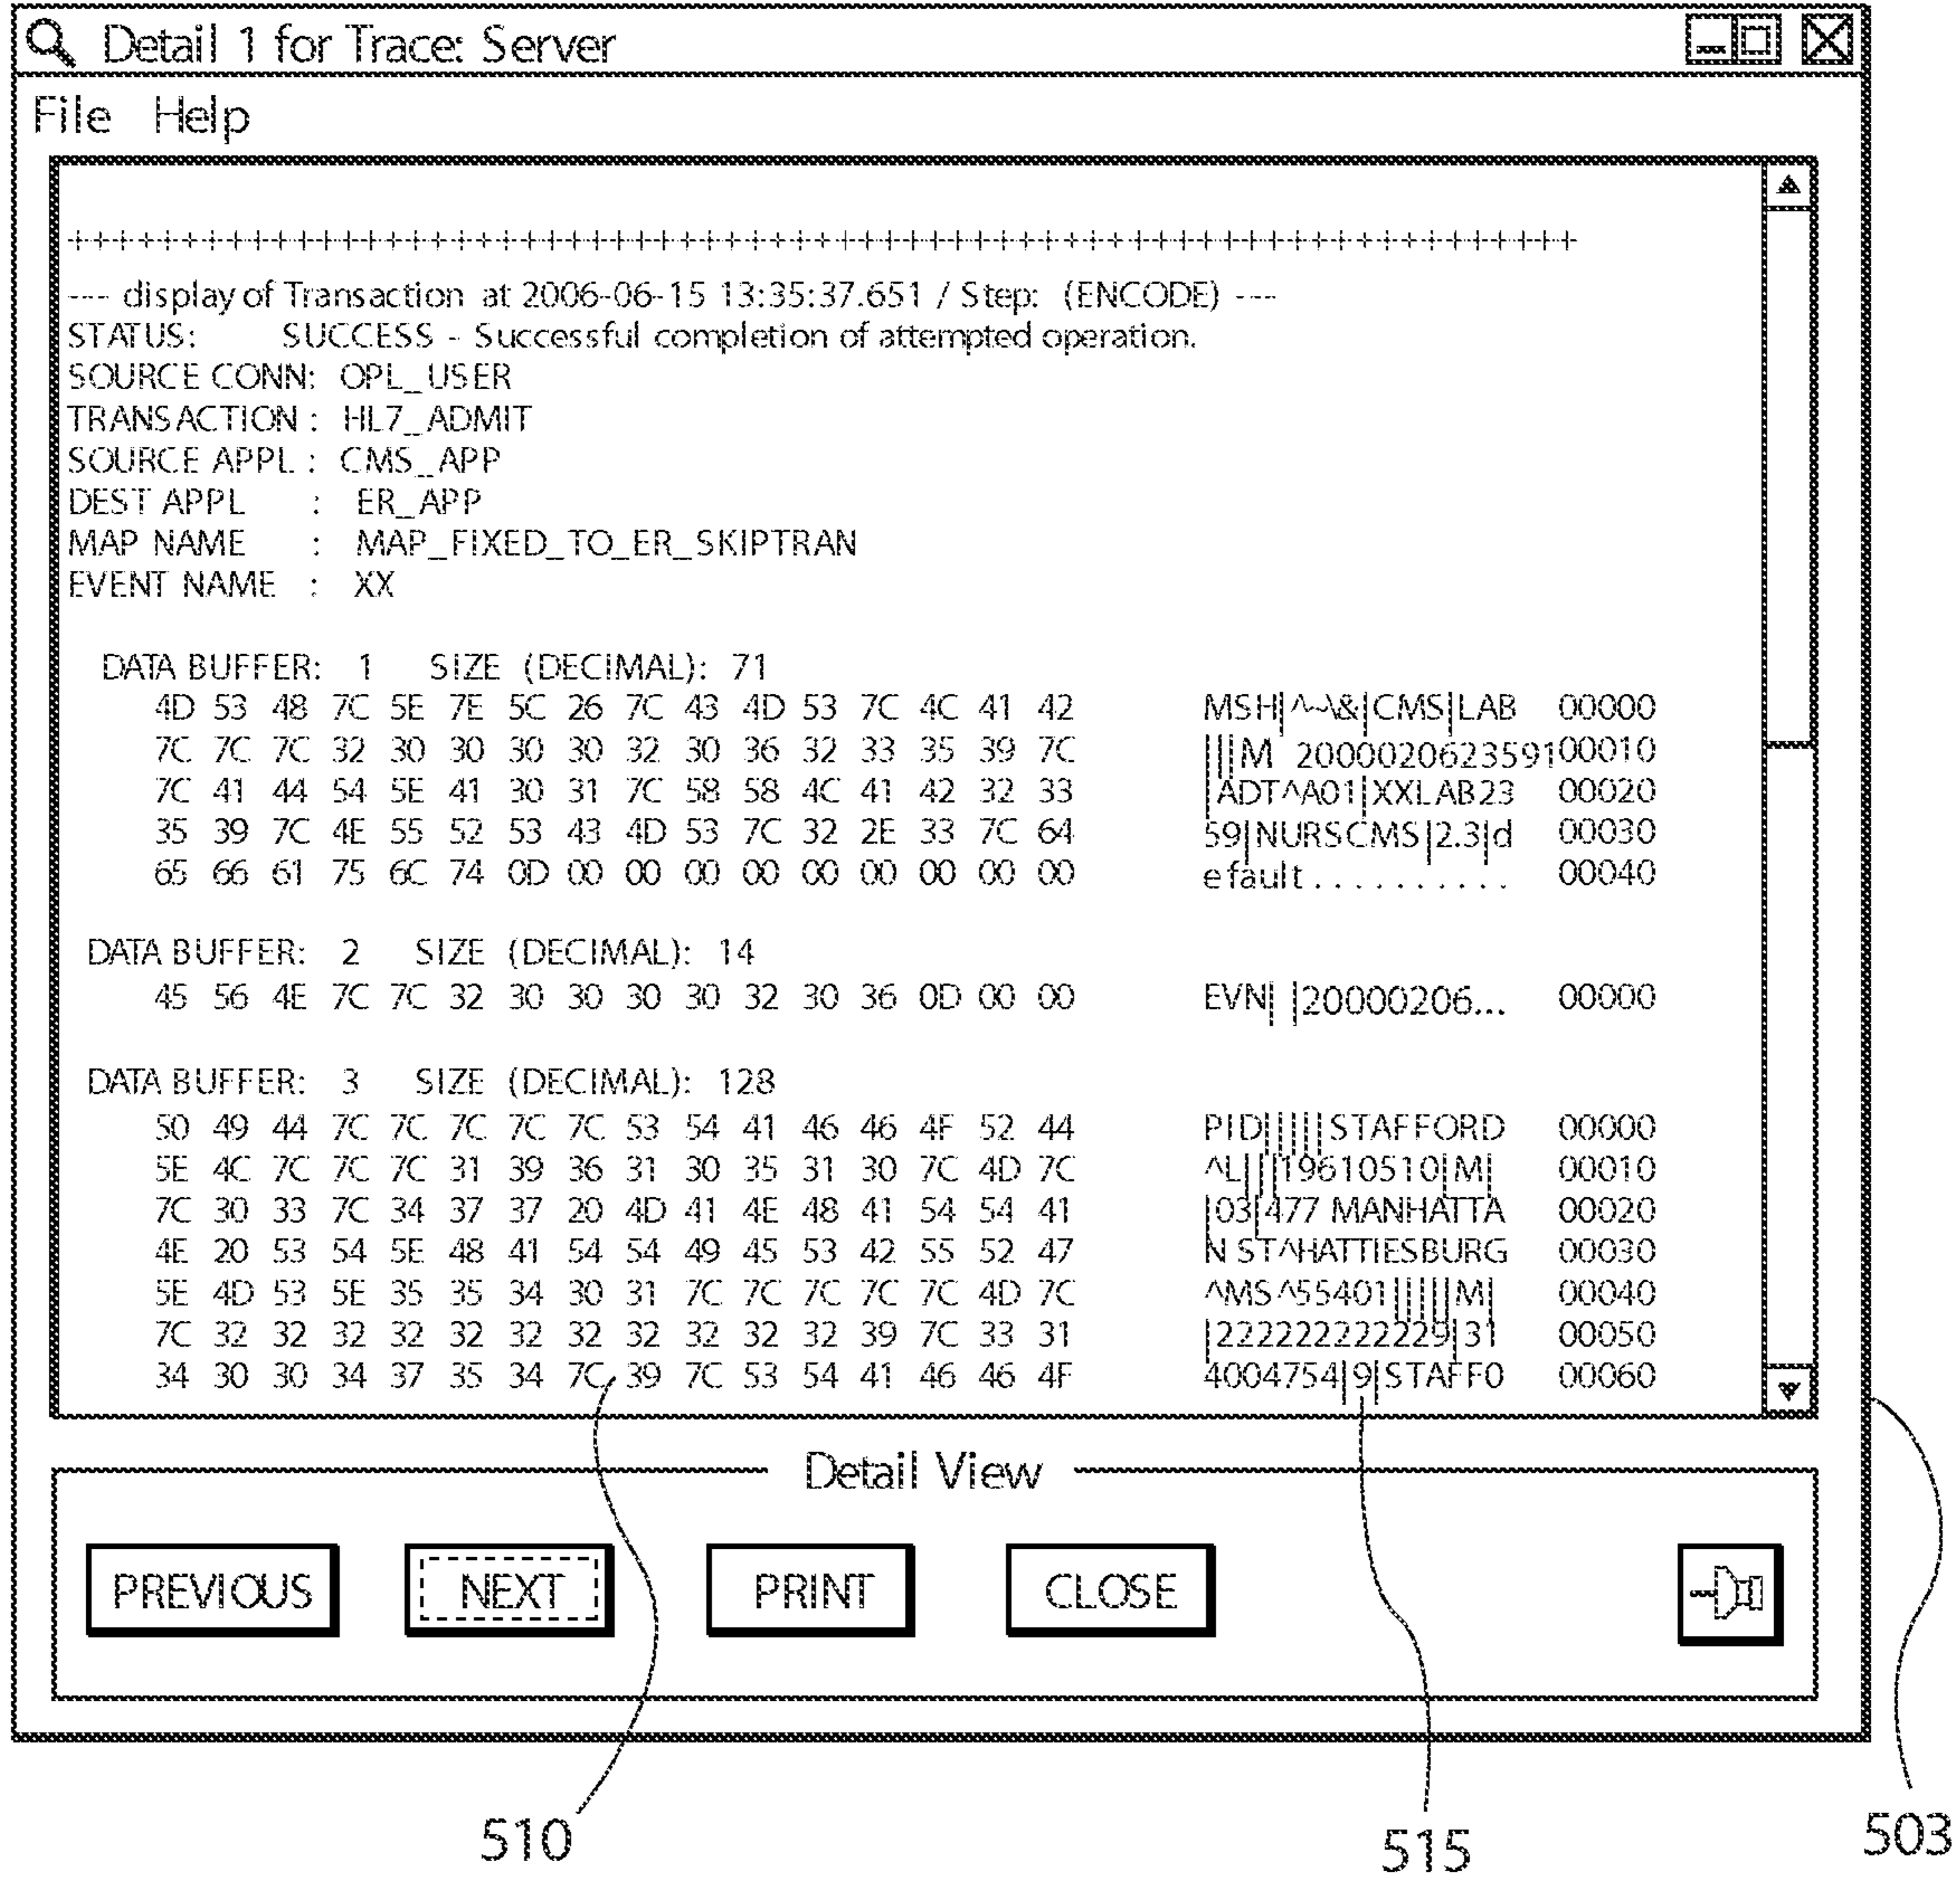 Detail 1 for Trace: Server
File Help
-+-+-+-+-+-+-+-+-+-+-+-+-+-+-+-+-+-+-+-+-+-+-+-+-+-+-+-+-+-+-+-+-+-+-+-+-+-+-+-+-+-+-+-+-+-+-+-+-+-+-+-
---- display of Transaction at 2006-06-15 13:35:37.651 / Step: (ENCODE) ----
STATUS: SUCCESS - Successful completion of attempted operation.
SOURCE CONN: OPL_USER
TRANSACTION : HL7_ADMIT
SOURCE APPL : CMS_APP
DEST APPL : ER_APP
MAP NAME : MAP_FIXED_TO_ER_SKIPTRAN
EVENT NAME : XX
DATA BUFFER: 1 SIZE (DECIMAL): 71
4D 53 48 7C 5E 7E 5C 26 7C 43 4D 53 7C 4C 41 42 MSH|^~\&|CMS|LAB 00000
7C 7C 7C 32 30 30 30 30 32 30 36 32 33 35 39 7C |||M 20000206235910 0010
7C 41 44 54 5E 41 30 31 7C 58 58 4C 41 42 32 33 |ADT^A01|XXLAB23 00020
35 39 7C 4E 55 52 53 43 4D 53 7C 32 2E 33 7C 64 59|NURSCMS|2.3|d 00030
65 66 61 75 6C 74 0D 00 00 00 00 00 00 00 00 00 efault.......... 00040
DATA BUFFER: 2 SIZE (DECIMAL): 14
45 56 4E 7C 7C 32 30 30 30 30 32 30 36 0D 00 00 EVN| |20000206... 00000
DATA BUFFER: 3 SIZE (DECIMAL): 128
50 49 44 7C 7C 7C 7C 7C 53 54 41 46 46 4F 52 44 PID|||||STAFFORD 00000
5E 4C 7C 7C 7C 31 39 36 31 30 35 31 30 7C 4D 7C ^L|||19610510|M| 00010
7C 30 33 7C 34 37 37 20 4D 41 4E 48 41 54 54 41 |03|477 MANHATTA 00020
4E 20 53 54 5E 48 41 54 54 49 45 53 42 55 52 47 N ST^HATTIESBURG 00030
5E 4D 53 5E 35 35 34 30 31 7C 7C 7C 7C 7C 4D 7C ^MS^55401|||||M| 00040
7C 32 32 32 32 32 32 32 32 32 32 32 39 7C 33 31 |222222222229|31 00050
34 30 30 34 37 35 34 7C 39 7C 53 54 41 46 46 4F 4004754|9|STAFFO 00060
Detail View
PREVIOUS NEXT PRINT CLOSE
510 515 503